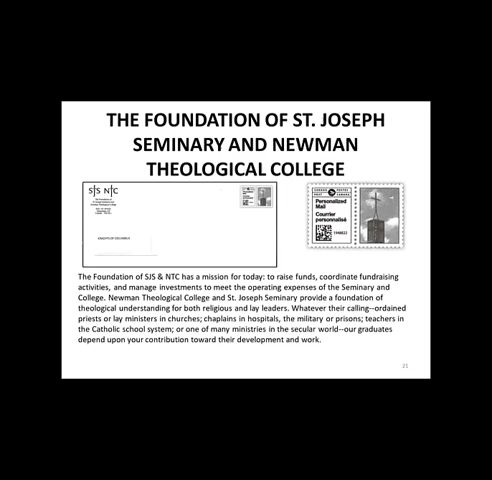 THE FOUNDATION OF ST. JOSEPH
SEMINARY AND NEWMAN
THEOLOGICAL COLLEGE
SJS NTC
KNIGHTS OF COLUMBUS
CANADA POSTES
POST CANADA
Personalized
Mail
Courrier
personnalisé
The Foundation of SJS & NTC has a mission for today: to raise funds, coordinate fundraising
activities, and manage investments to meet the operating expenses of the Seminary and
College. Newman Theological College and St. Joseph Seminary provide a foundation of
theological understanding for both religious and lay leaders. Whatever their calling--ordained
priests or lay ministers in churches; chaplains in hospitals, the military or prisons; teachers in
the Catholic school system; or one of many ministries in the secular world--our graduates
depend upon your contribution toward their development and work.
21